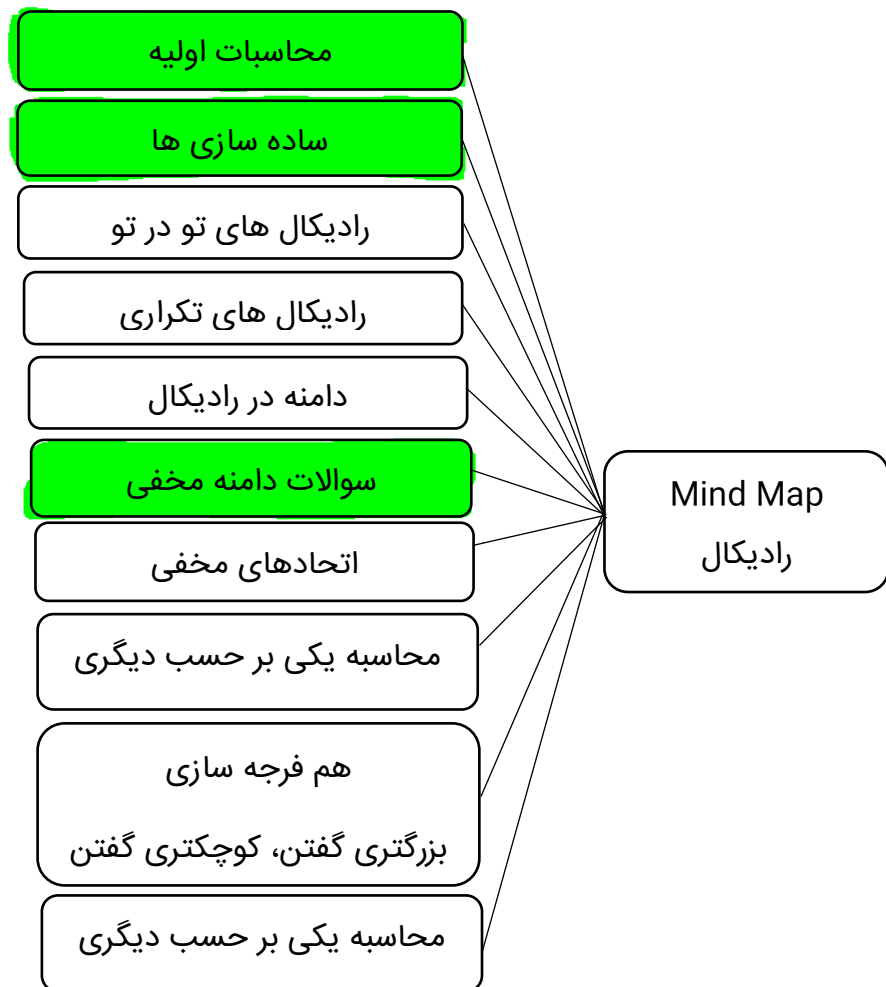 محاسبات اولیه
ساده سازی ها
رادیکال های تو در تو
رادیکال های تکراری
دامنه در رادیکال
سوالات دامنه مخفی
اتحادهای مخفی
محاسبه یکی بر حسب دیگری
هم فرجه سازی
بزرگتری گفتن، کوچکتری گفتن
محاسبه یکی بر حسب دیگری
Mind Map
رادیکال